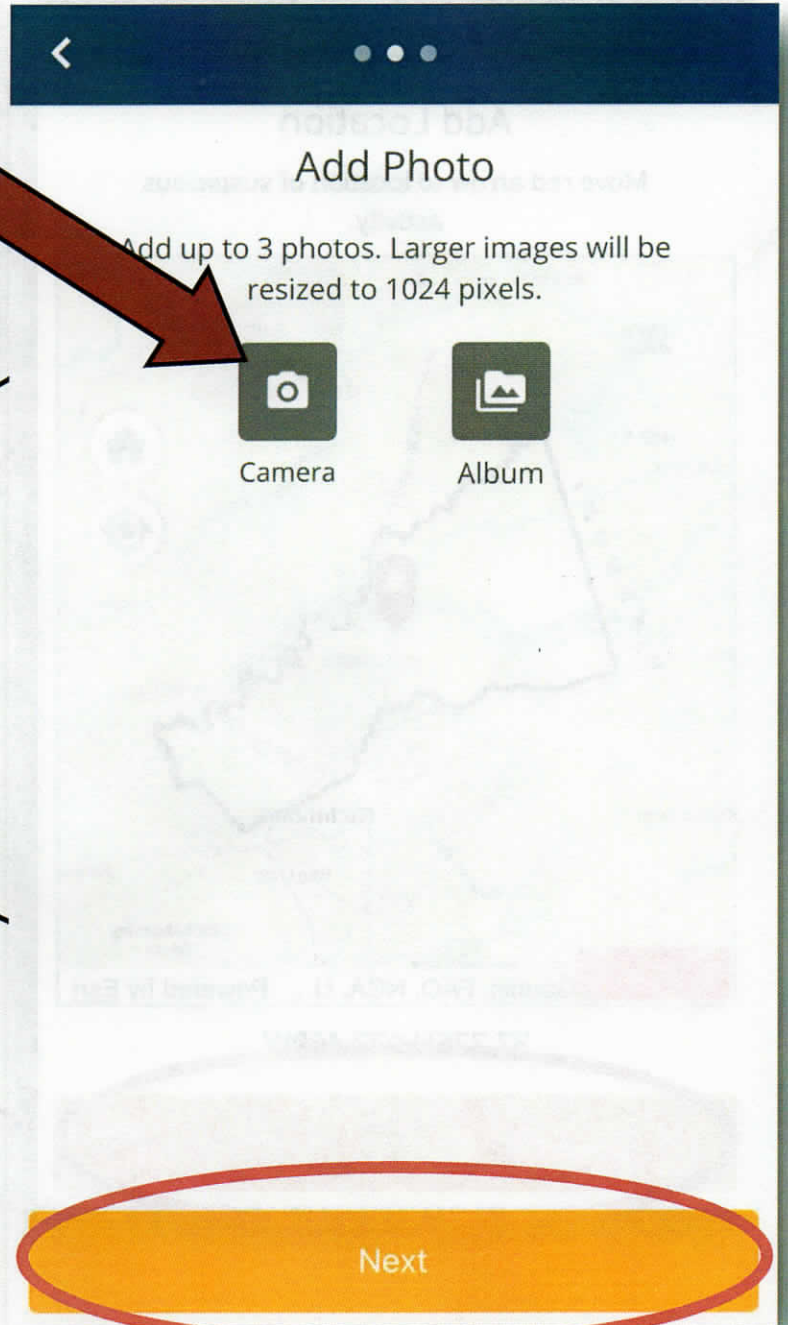 Add Photo
Add up to 3 photos. Larger images will be
resized to 1024 pixels.
Camera
Album
Next